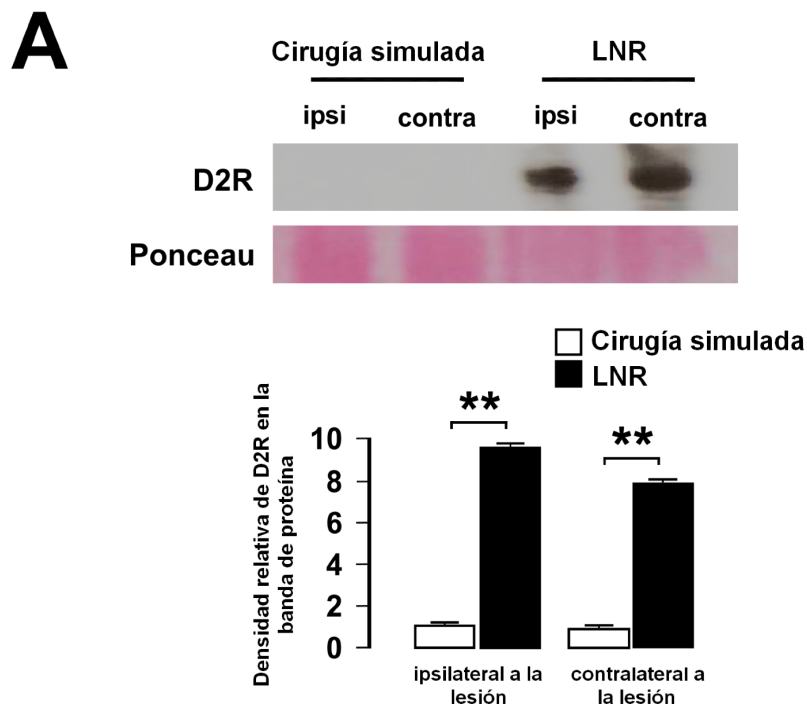 A
Cirugía simulada
LNR
ipsi
contra
ipsi
contra
D2R
Ponceau
Cirugía simulada
LNR
Densidad relativa de D2R en la
banda de proteína
10
8
6
4
2
0
**
**
ipsilateral a la
lesión
contralateral a
la lesión